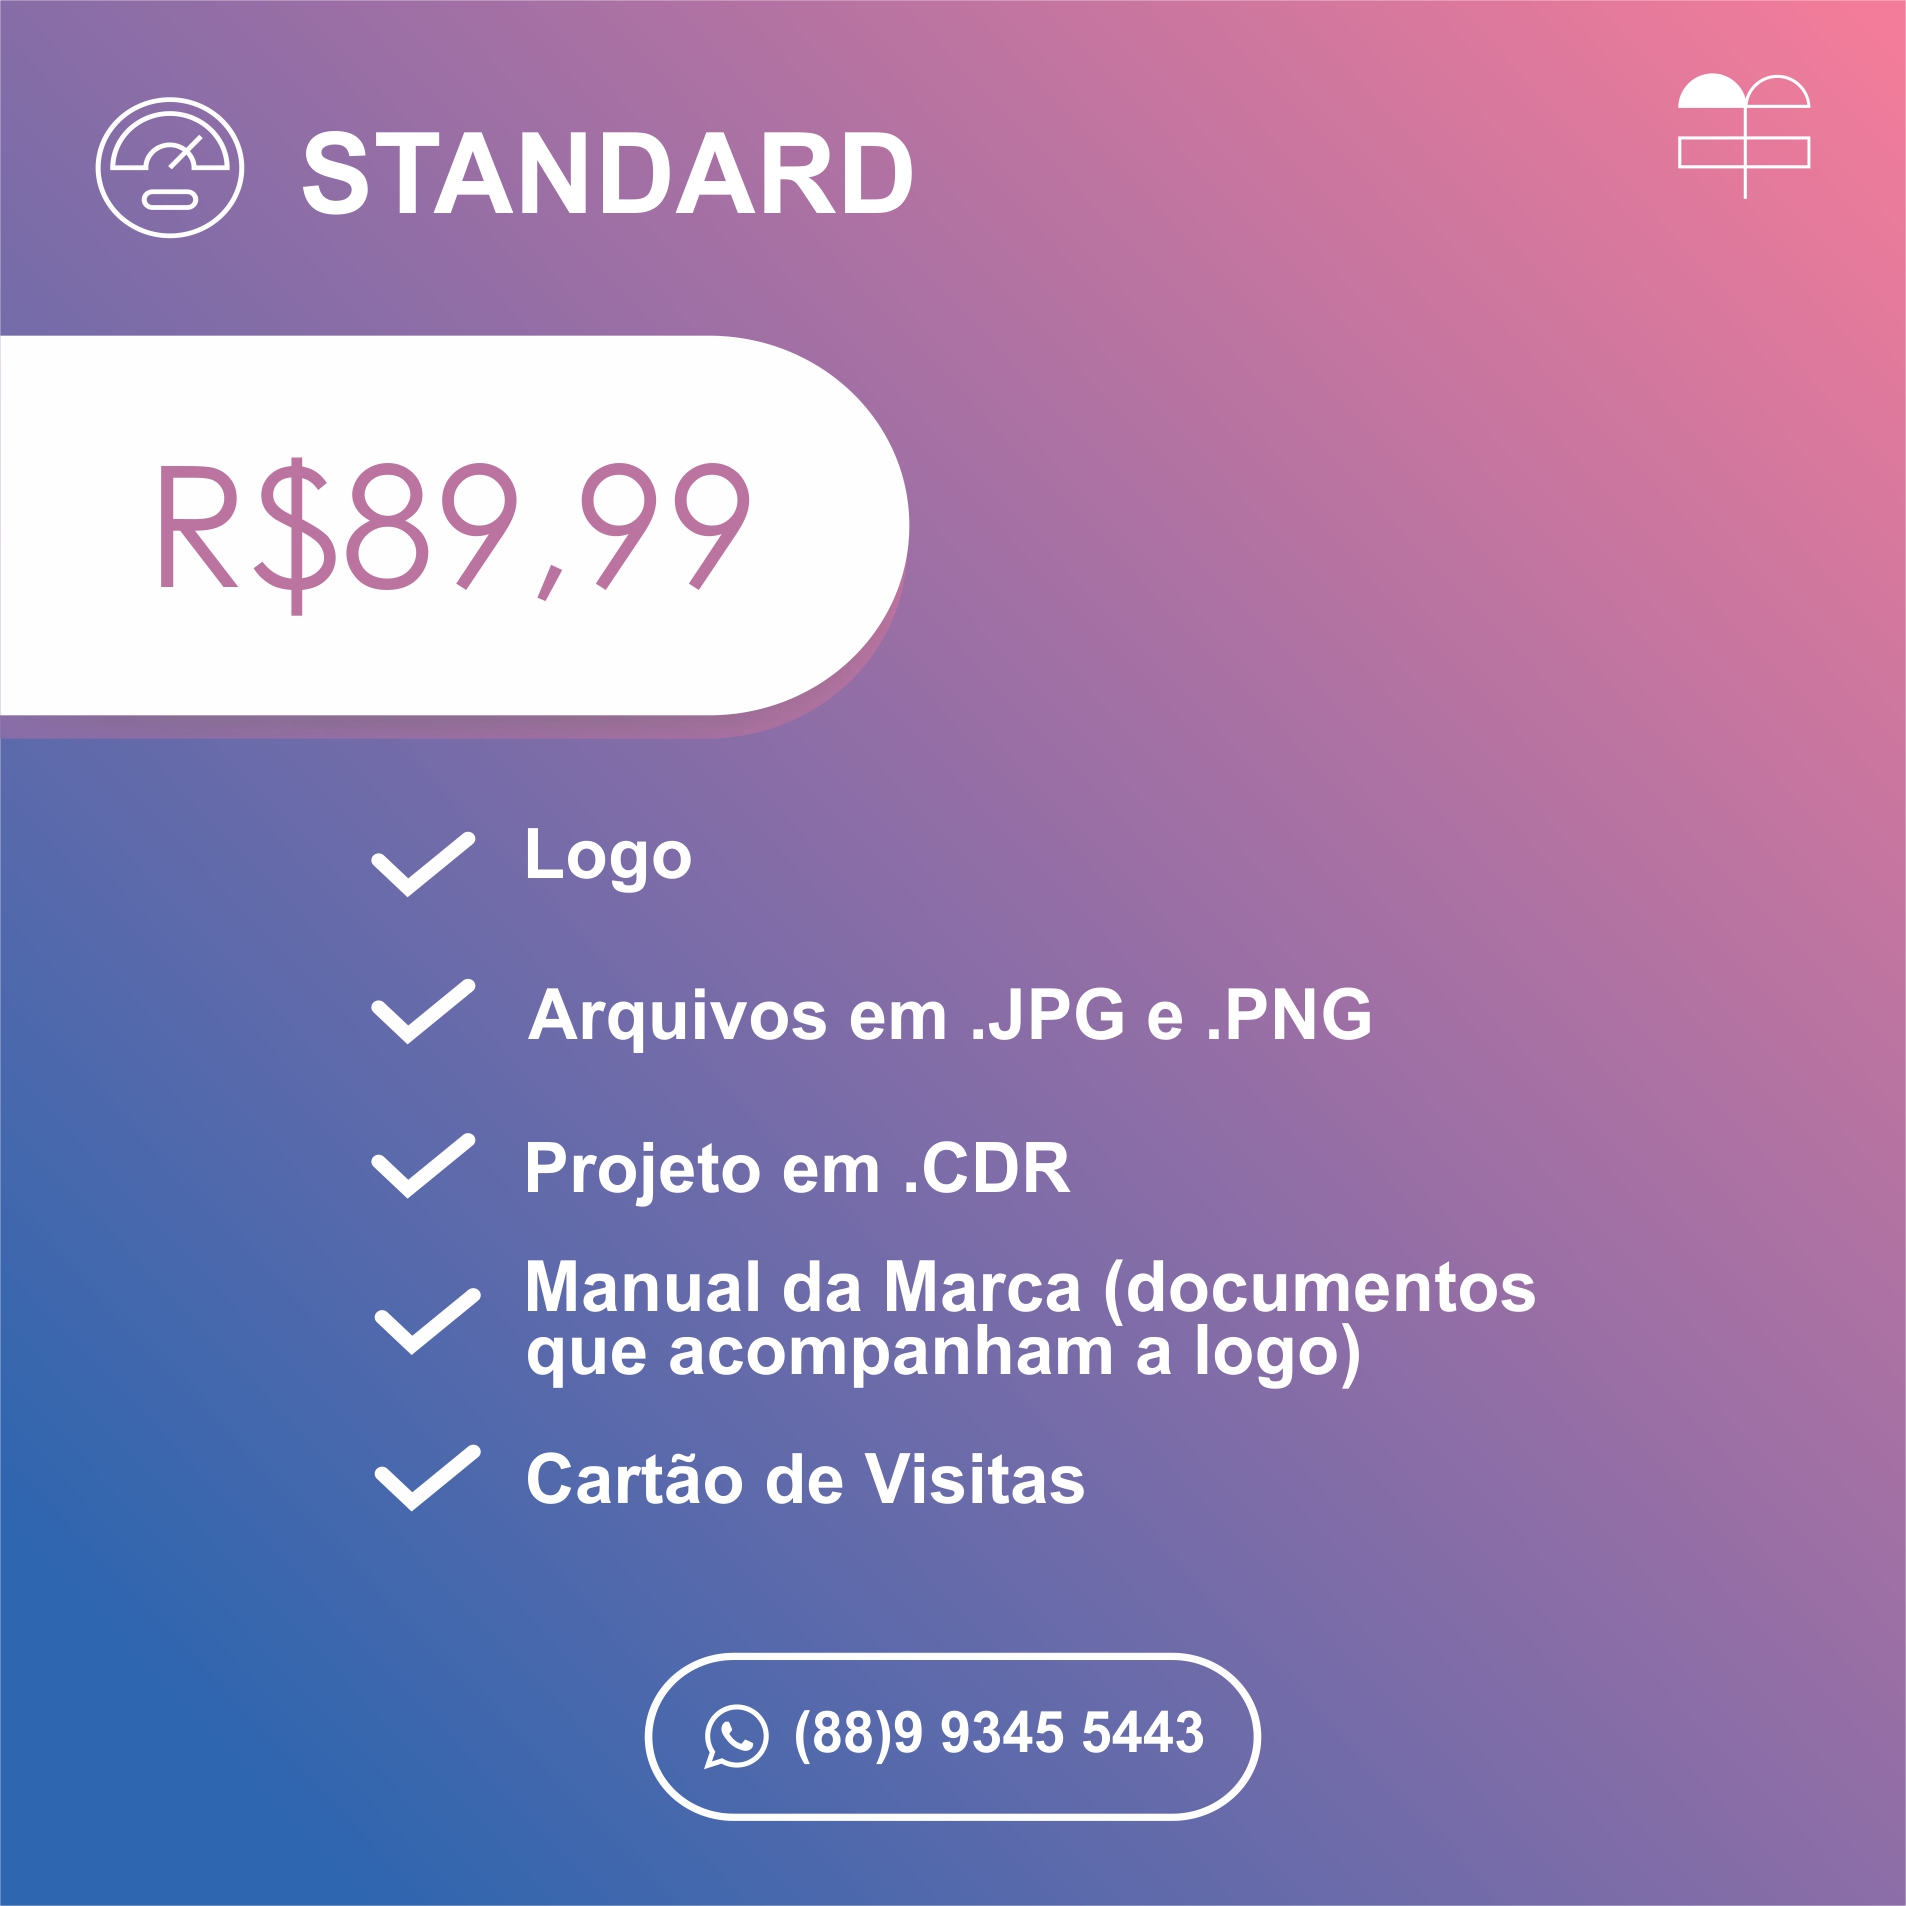 STANDARD
R$89,99
Logo
Arquivos em .JPG e .PNG
Projeto em .CDR
Manual da Marca (documentos
que acompanham a logo)
Cartão de Visitas
(88)9 9345 5443